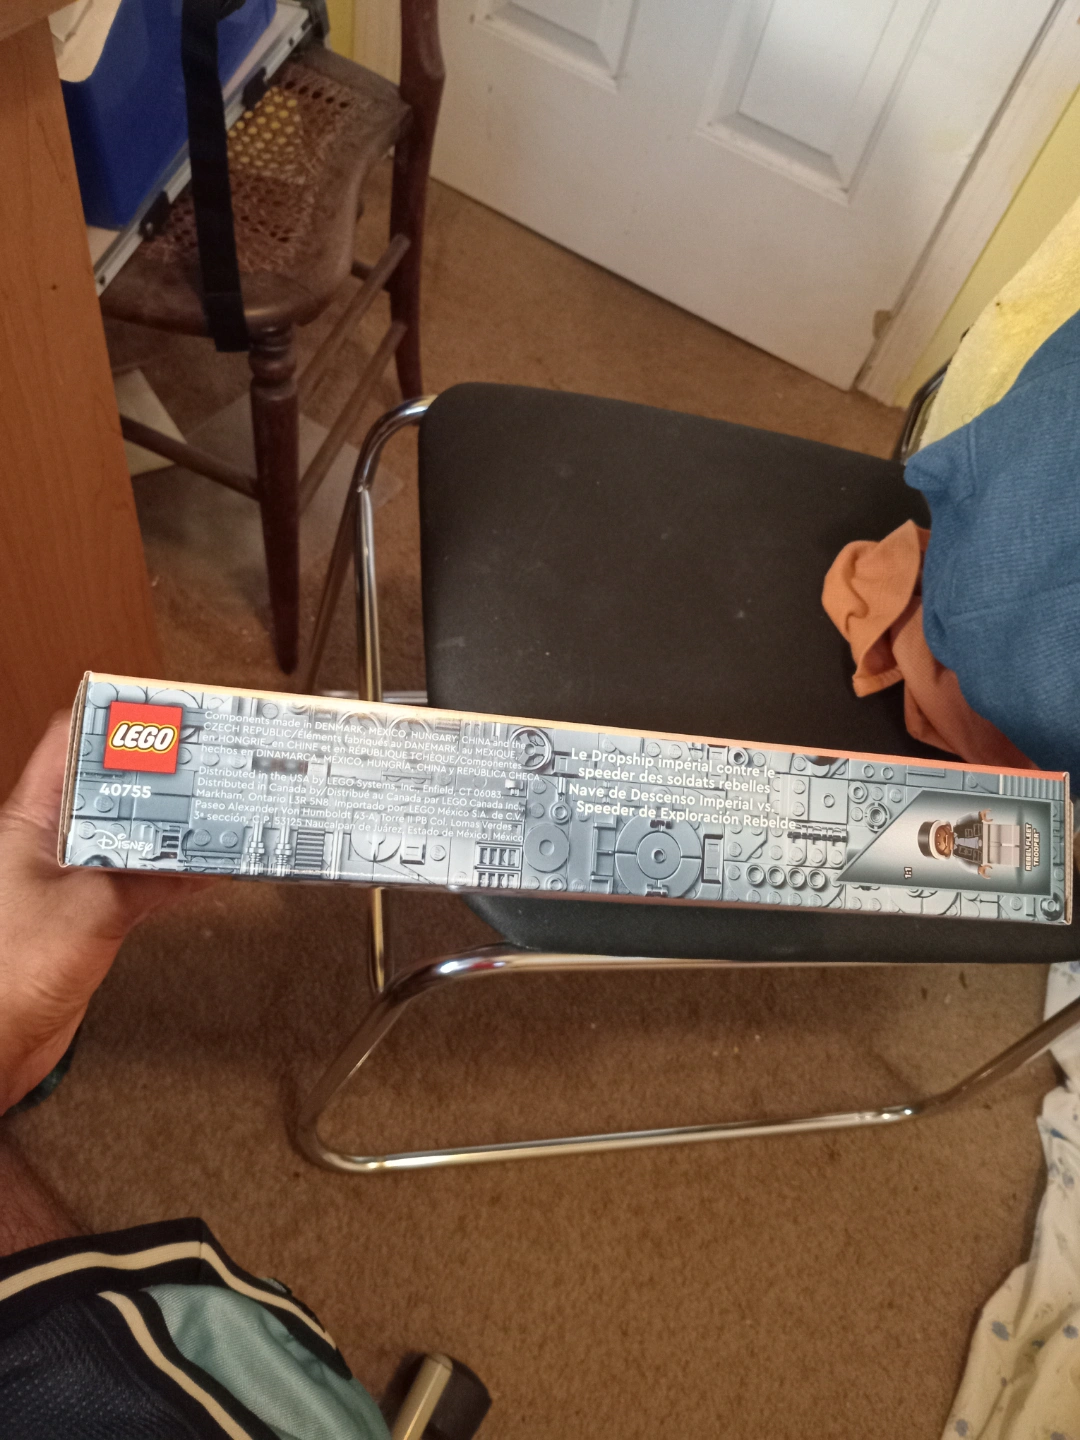 LEGO
40755
Disney
Components made in DENMARK, MEXICO, HUNGARY, CHINA and the
CZECH REPUBLIC/Éléments fabriqués au DANEMARK, au MEXIQUE,
en HONGRIE, en CHINE et en RÉPUBLIQUE TCHÈQUE/Componentes
hechos en DINAMARCA, MÉXICO, HUNGRÍA, CHINA y REPÚBLICA CHECA
Distributed in the USA by LEGO Systems, Inc., Enfield, CT 06083
Distributed in Canada by/Distribué au Canada par LEGO Canada Inc.,
Markham, Ontario L3R 5N8. Importado por LEGO México S.A. de C.V.
Paseo Alexander Von Humboldt 43-A, Torre II PB Col. Lomas Verdes
3ª sección, C.P. 53125 Naucalpan de Juárez, Estado de México, México
Le Dropship impérial contre le
speeder des soldats rebelles
Nave de Descenso Imperial vs.
Speeder de Exploración Rebelde
1:1
REBEL FLEET
TROOPER